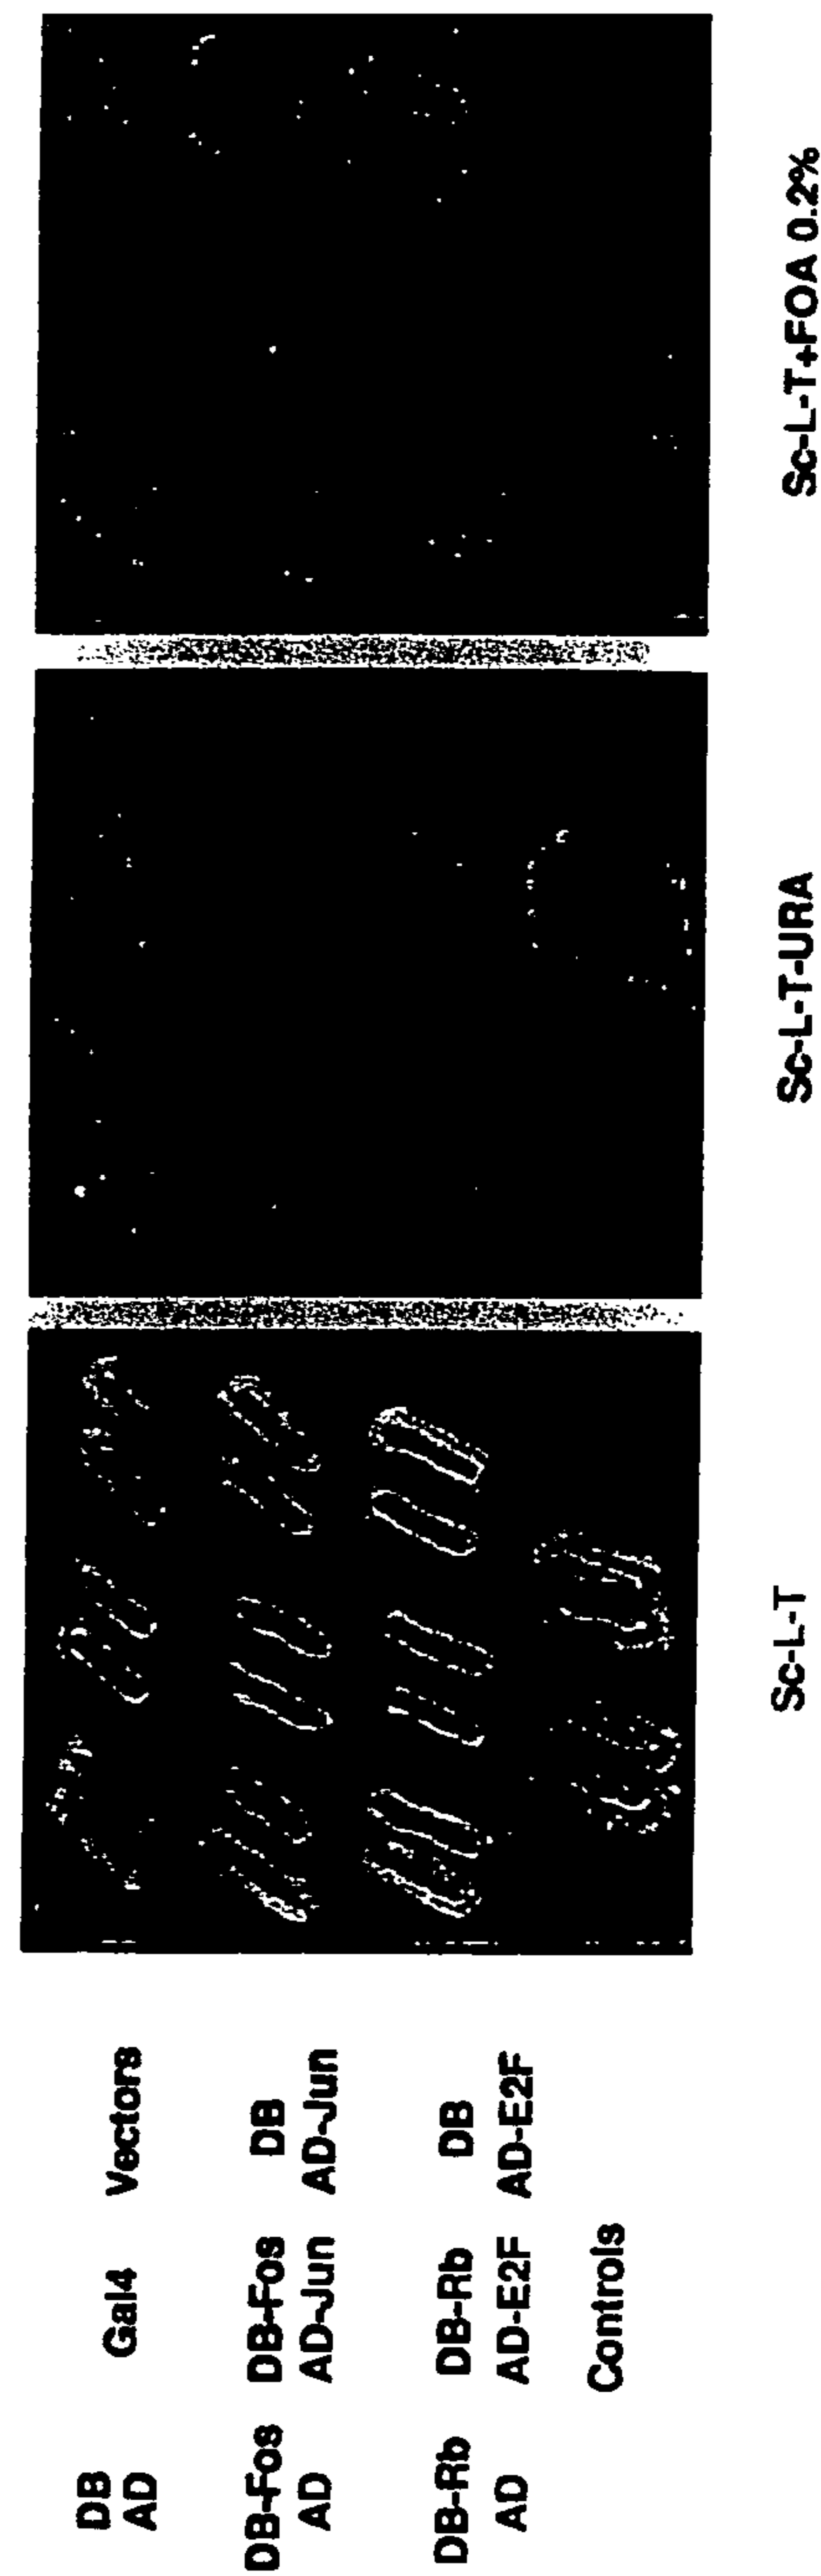 DB Gal4 Vectors
AD
DB-Fos DB-Fos DB
AD AD-Jun AD-Jun
DB-Rb DB-Rb DB
AD AD-E2F AD-E2F
Controls
Sc-L-T
Sc-L-T-URA
Sc-L-T+FOA 0.2%